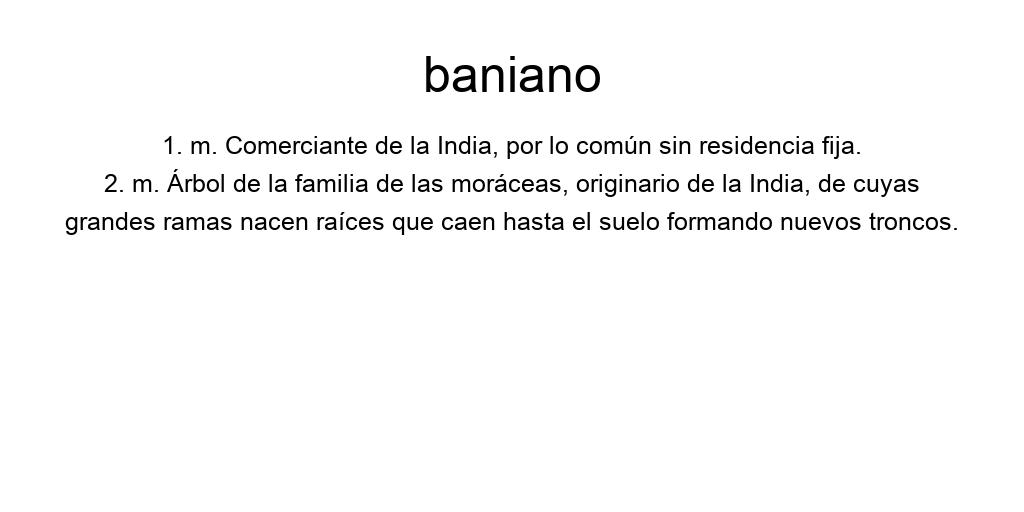 baniano
1. m. Comerciante de la India, por lo común sin residencia fija.
2. m. Árbol de la familia de las moráceas, originario de la India, de cuyas
grandes ramas nacen raíces que caen hasta el suelo formando nuevos troncos.